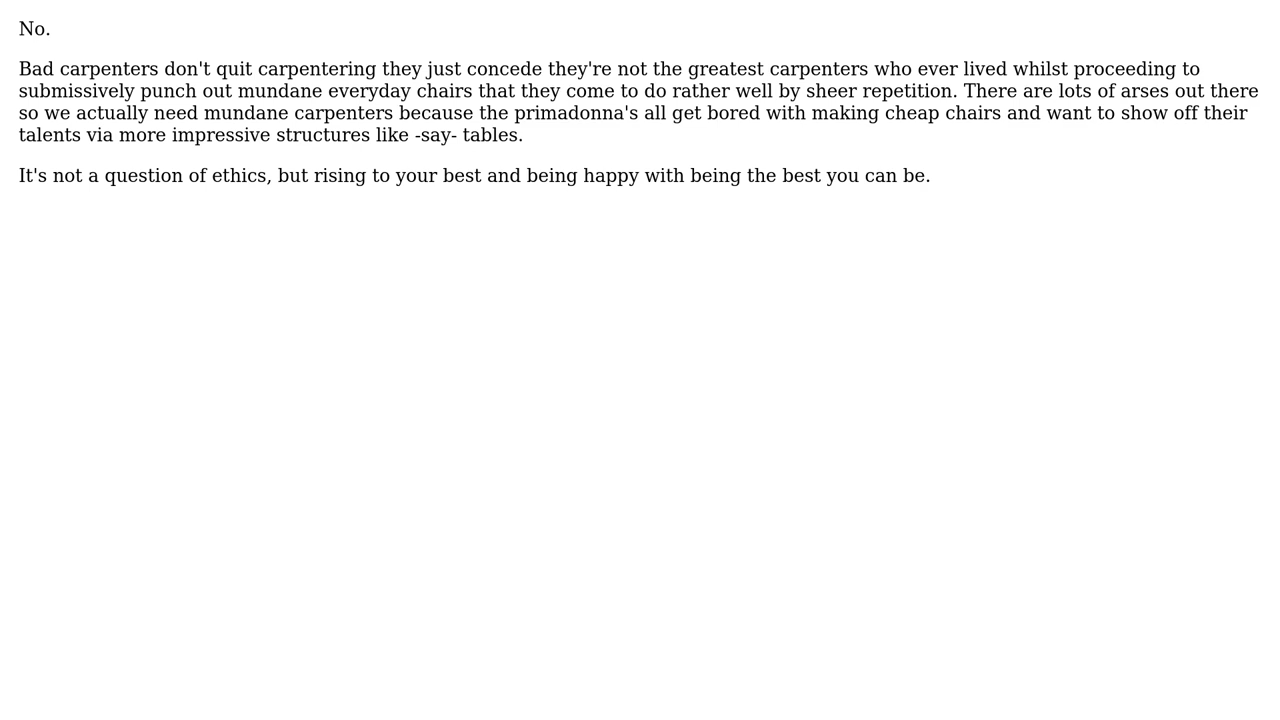 No.
Bad carpenters don't quit carpentering they just concede they're not the greatest carpenters who ever lived whilst proceeding to
submissively punch out mundane everyday chairs that they come to do rather well by sheer repetition. There are lots of arses out there
so we actually need mundane carpenters because the primadonna's all get bored with making cheap chairs and want to show off their
talents via more impressive structures like -say- tables.
It's not a question of ethics, but rising to your best and being happy with being the best you can be.